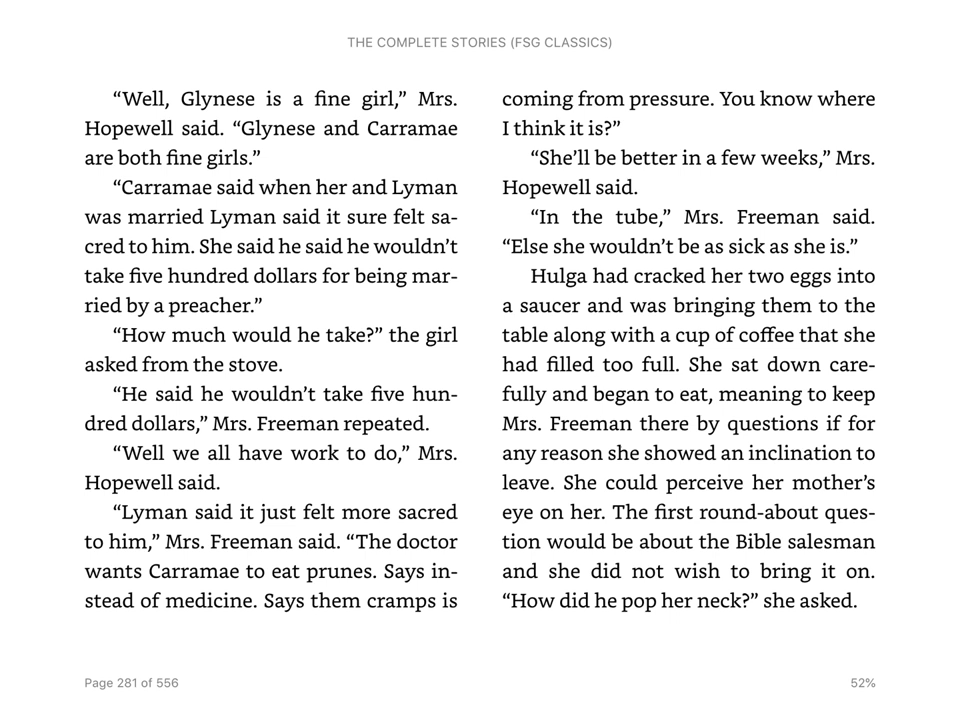 THE COMPLETE STORIES (FSG CLASSICS)
“Well, Glynese is a fine girl,” Mrs.
Hopewell said. “Glynese and Carramae
are both fine girls.”
“Carramae said when her and Lyman
was married Lyman said it sure felt sa-
cred to him. She said he said he wouldn’t
take five hundred dollars for being mar-
ried by a preacher.”
“How much would he take?” the girl
asked from the stove.
“He said he wouldn’t take five hun-
dred dollars,” Mrs. Freeman repeated.
“Well we all have work to do,” Mrs.
Hopewell said.
“Lyman said it just felt more sacred
to him,” Mrs. Freeman said. “The doctor
wants Carramae to eat prunes. Says in-
stead of medicine. Says them cramps is
coming from pressure. You know where
I think it is?”
“She’ll be better in a few weeks,” Mrs.
Hopewell said.
“In the tube,” Mrs. Freeman said.
“Else she wouldn’t be as sick as she is.”
Hulga had cracked her two eggs into
a saucer and was bringing them to the
table along with a cup of coffee that she
had filled too full. She sat down care-
fully and began to eat, meaning to keep
Mrs. Freeman there by questions if for
any reason she showed an inclination to
leave. She could perceive her mother’s
eye on her. The first round-about ques-
tion would be about the Bible salesman
and she did not wish to bring it on.
“How did he pop her neck?” she asked.
Page 281 of 556
52%